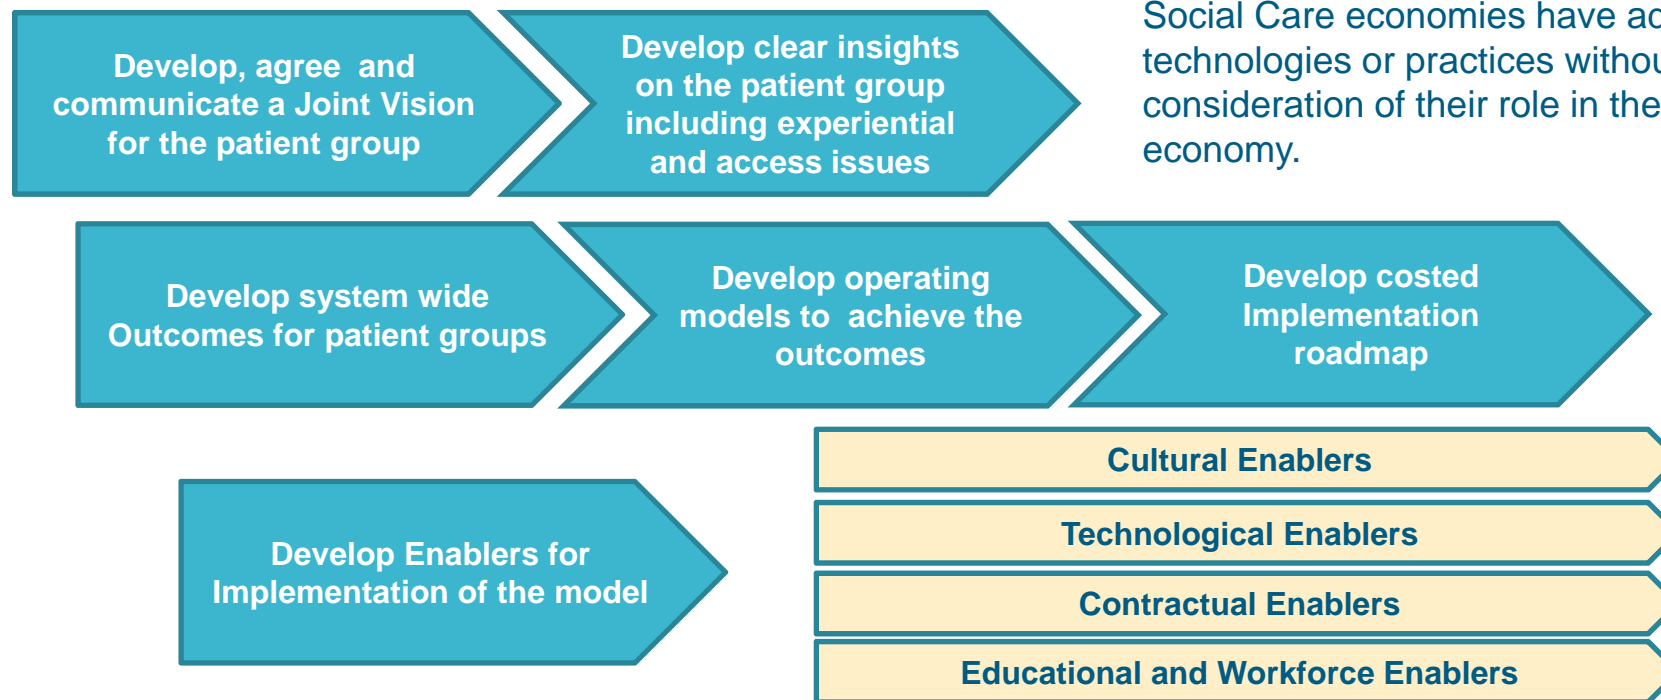 Develop, agree and
communicate a Joint Vision
for the patient group
Develop clear insights
on the patient group
including experiential
and access issues
Social Care economies have
technologies or practices
consideration of their role in the
economy.
Develop system wide
Outcomes for patient groups
Develop operating
models to achieve the
outcomes
Develop costed
Implementation
roadmap
Develop Enablers for
Implementation of the model
Cultural Enablers
Technological Enablers
Contractual Enablers
Educational and Workforce Enablers